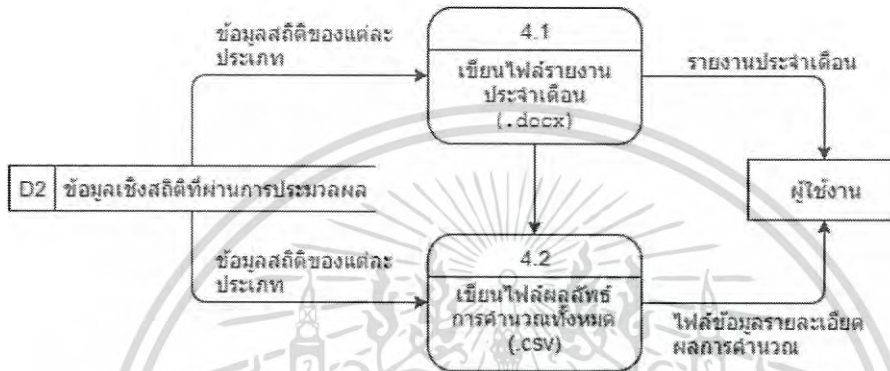 ข้อมูลสถิติของแต่ละ
ประเภท
4.1
เขียนไฟล์รายงาน
ประจำเดือน
(.docx)
รายงานประจำเดือน
D2 ข้อมูลเชิงสถิติที่ผ่านการประมวลผล
ผู้ใช้งาน
ข้อมูลสถิติของแต่ละ
ประเภท
4.2
เขียนไฟล์ผลลัพธ์
การคำนวณทั้งหมด
(.csv)
ไฟล์ข้อมูลรายละเอียด
ผลการคำนวณ